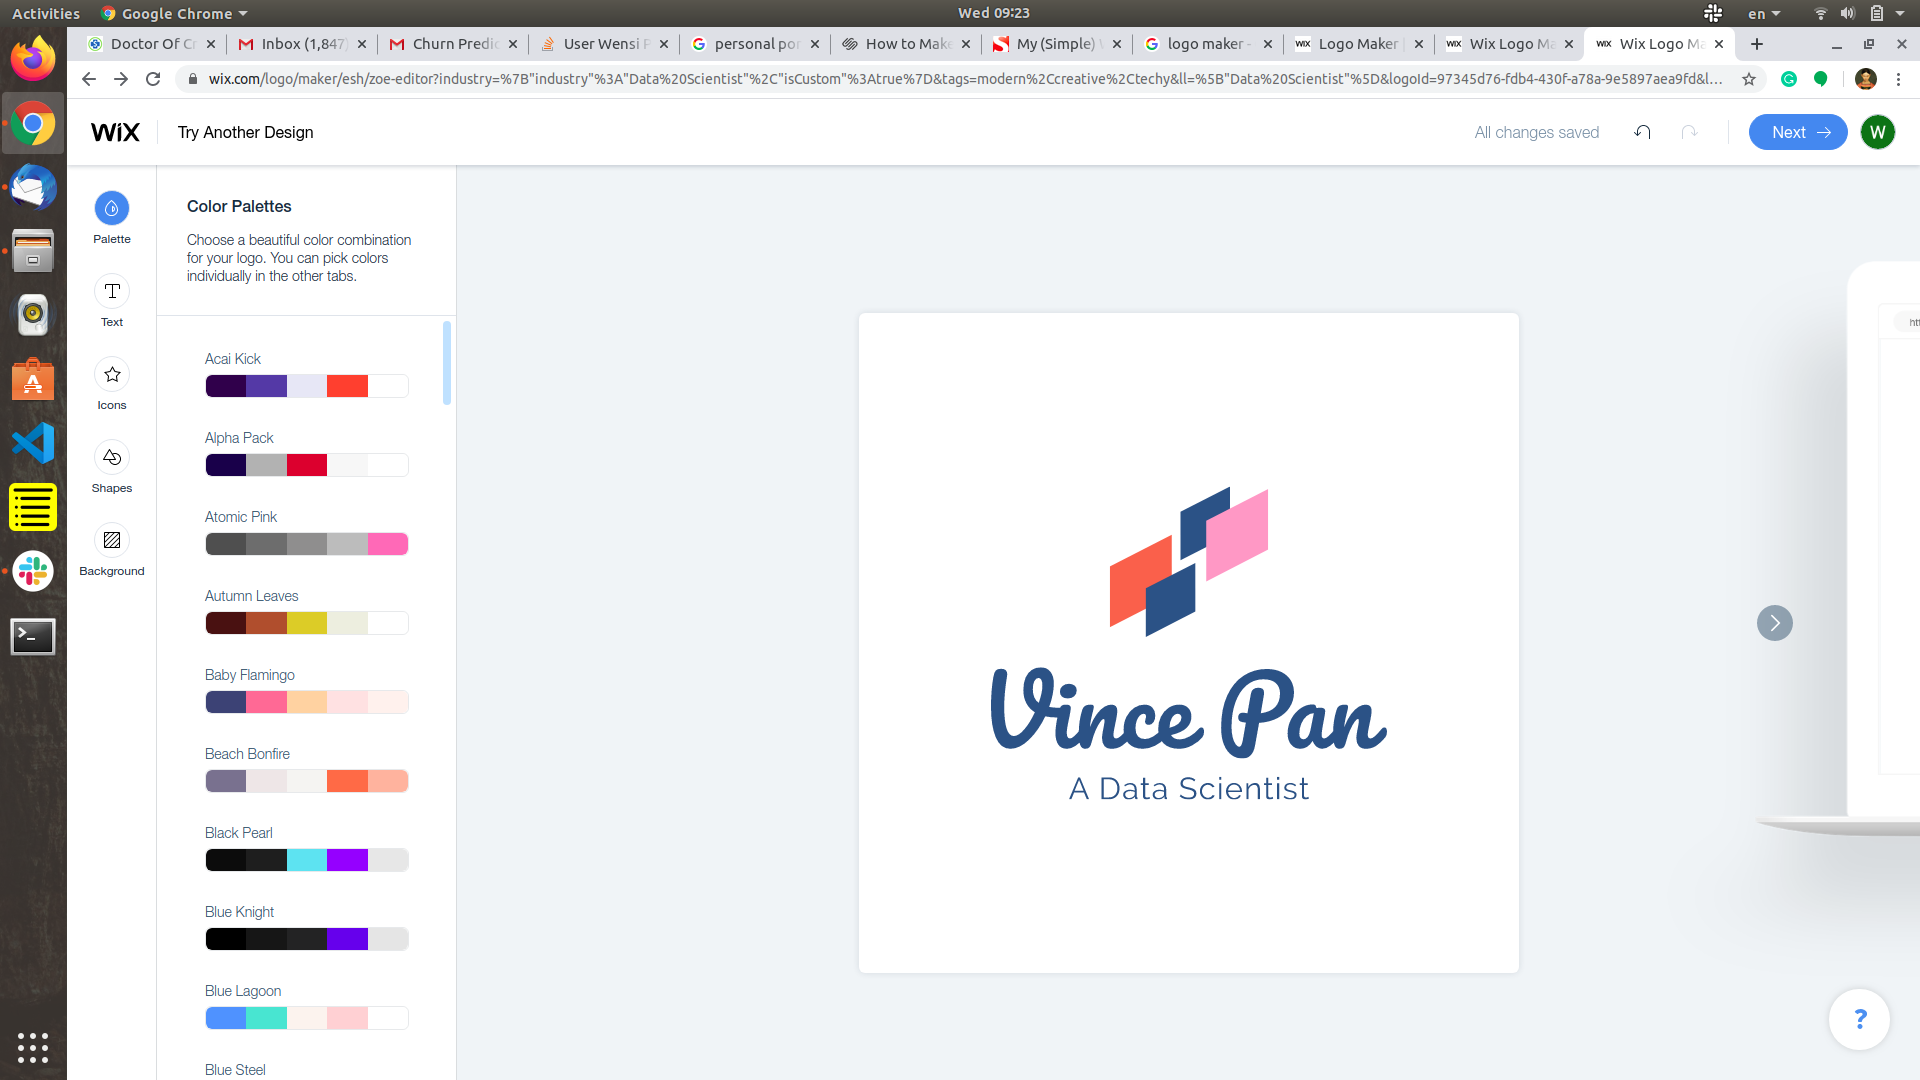 Activities
Google Chrome
Wed 09:23
en
Doctor Of C
Inbox (1,847)
Churn Predic
User Wensi P
personal por
How to Make
My (Simple)
logo maker -
Logo Maker |
Wix Logo Ma
Wix Logo Ma
wix.com/logo/maker/esh/zoe-editor?industry=%7B"industry"%3A"Data%20Scientist"%2C"isCustom"%3Atrue%7D&tags=modern%2Ccreative%2Ctechy&ll=%5B"Data%20Scientist"%5D&logoId=97345d76-fdb4-430f-a78a-9e5897aea9fd&l...
WiX
Try Another Design
All changes saved
Next
W
Palette
Text
Icons
Shapes
Background
Color Palettes
Choose a beautiful color combination
for your logo. You can pick colors
individually in the other tabs.
Acai Kick
Alpha Pack
Atomic Pink
Autumn Leaves
Baby Flamingo
Beach Bonfire
Black Pearl
Blue Knight
Blue Lagoon
Blue Steel
Vince Pan
A Data Scientist
htt
?